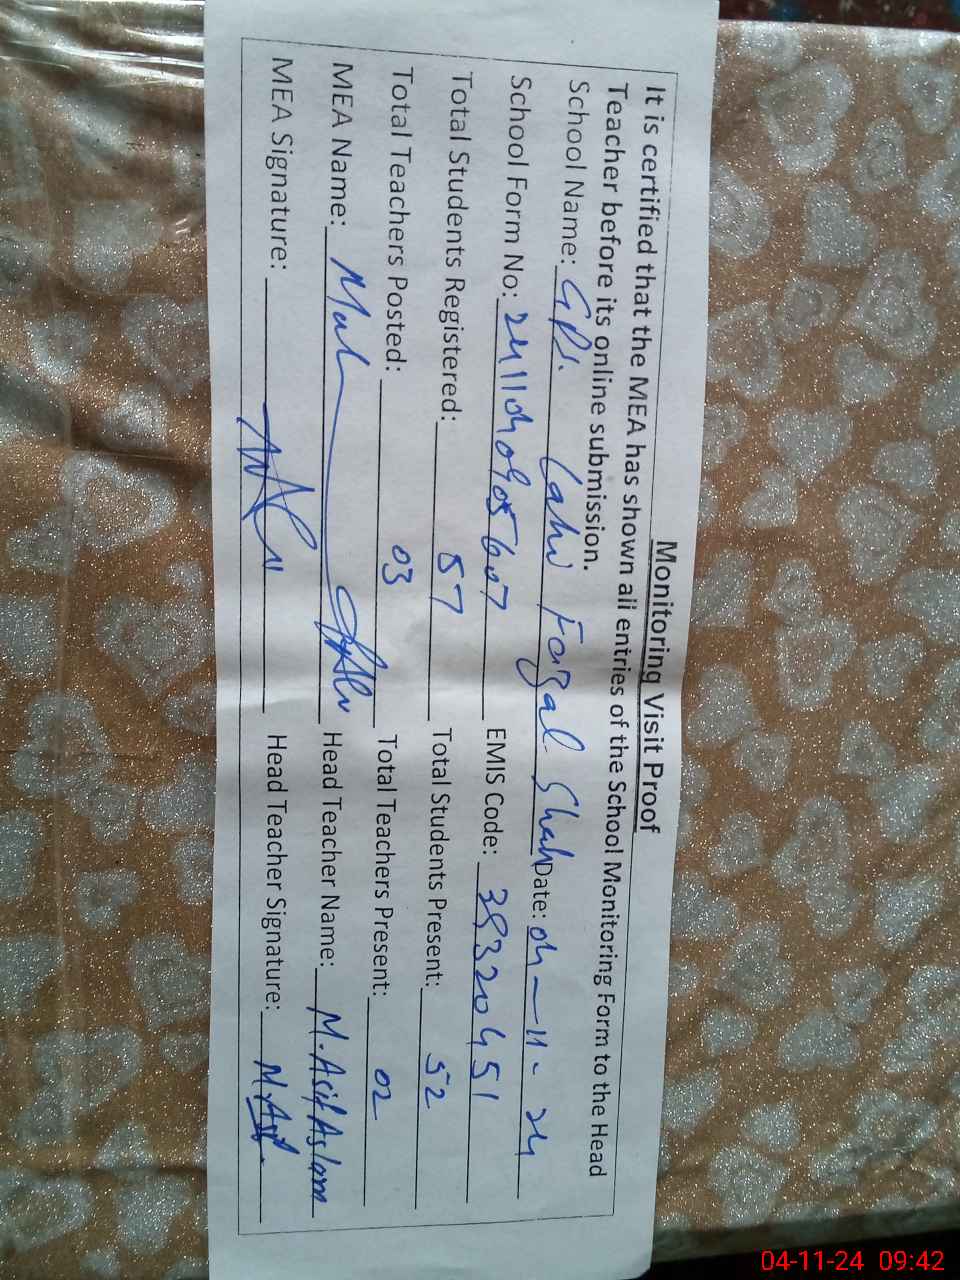 Monitoring Visit Proof
It is certified that the MEA has shown all entries of the School Monitoring Form to the Head
Teacher before its online submission.
School Name: GPS. Fazal Shah Date: 04-11-24
School Form No: EMIS Code: 39320451
Total Students Registered: 57 Total Students Present: 52
Total Teachers Posted: 03 Total Teachers Present: 02
MEA Name: Head Teacher Name: M. Asif Aslam
MEA Signature: Head Teacher Signature: M. Asif
04-11-24 09:42